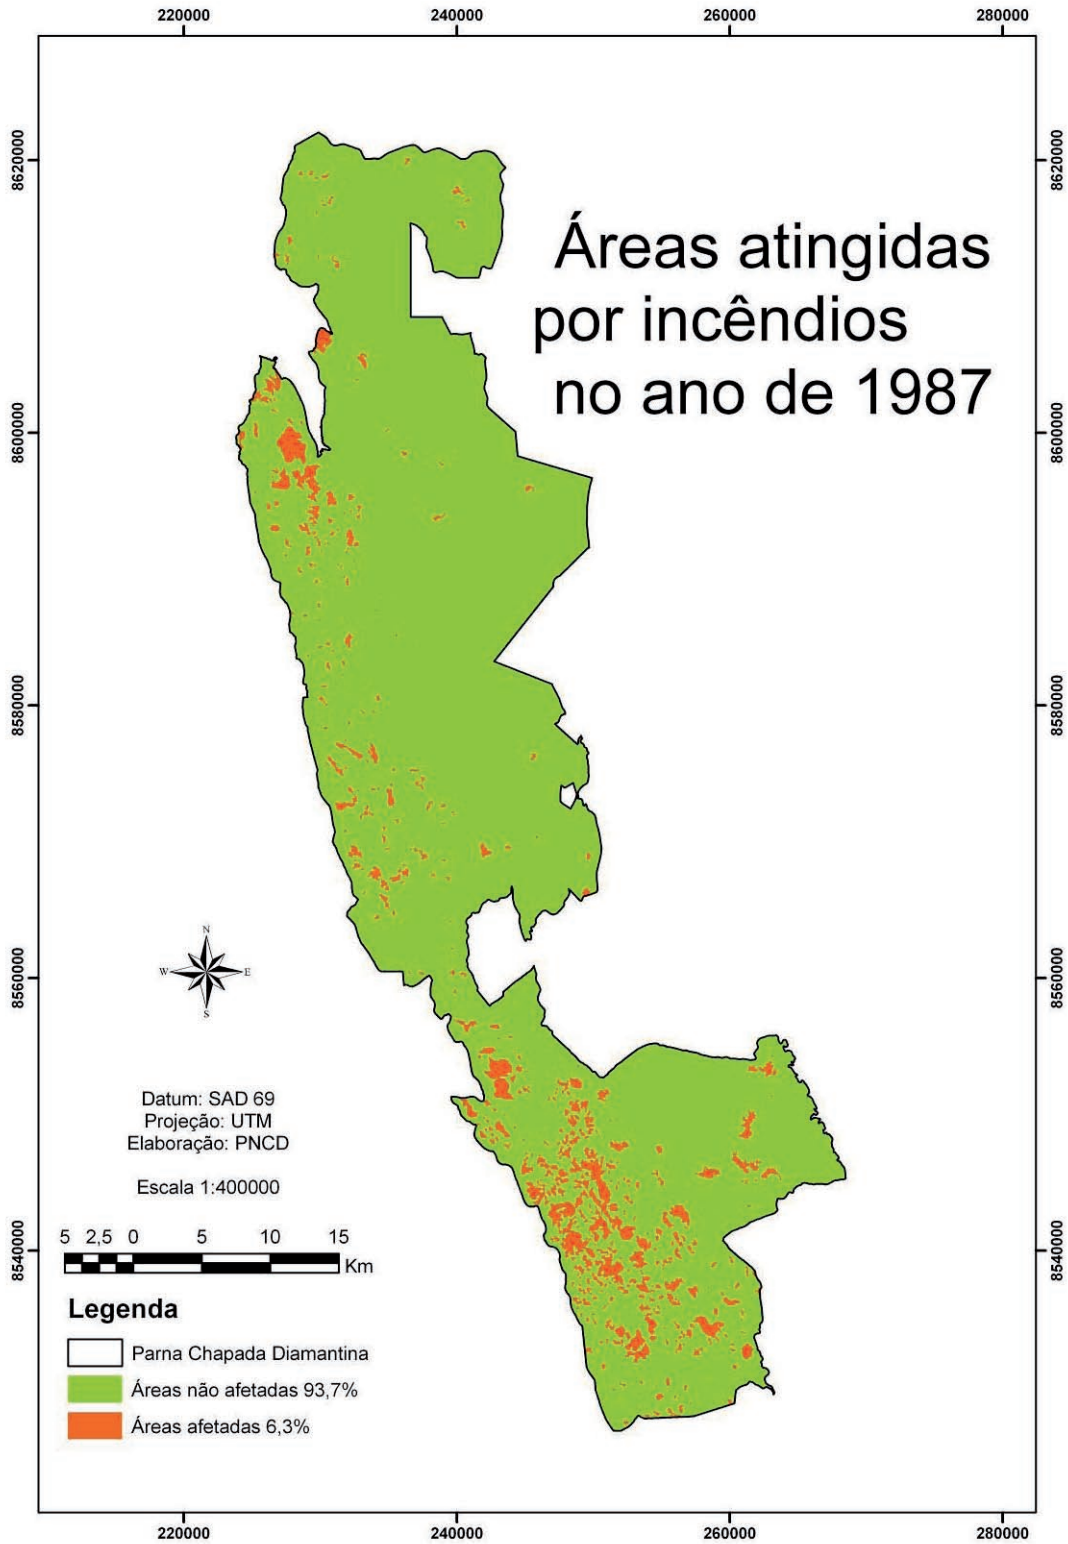 220000 240000 260000 280000
8620000 8620000
Áreas atingidas
por incêndios
no ano de 1987
8600000 8600000
8580000 8580000
8560000 8560000
N
W E
S
Datum: SAD 69
Projeção: UTM
Elaboração: PNCD
Escala 1:400000
8540000 8540000
5 2,5 0 5 10 15
Km
Legenda
Parna Chapada Diamantina
Áreas não afetadas 93,7%
Áreas afetadas 6,3%
220000 240000 260000 280000